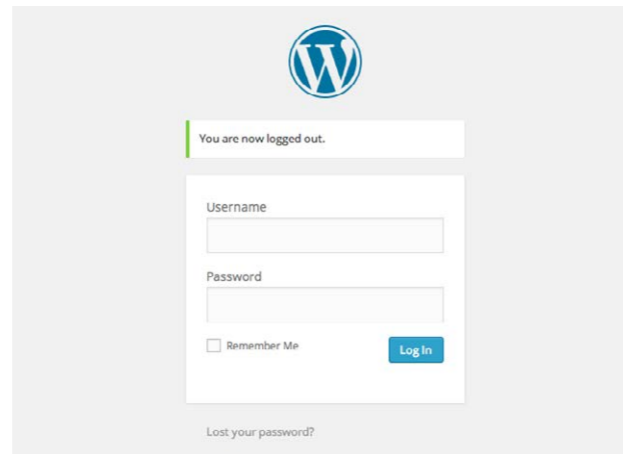 You are now logged out.
Username
Password
Remember Me
Log In
Lost your password?